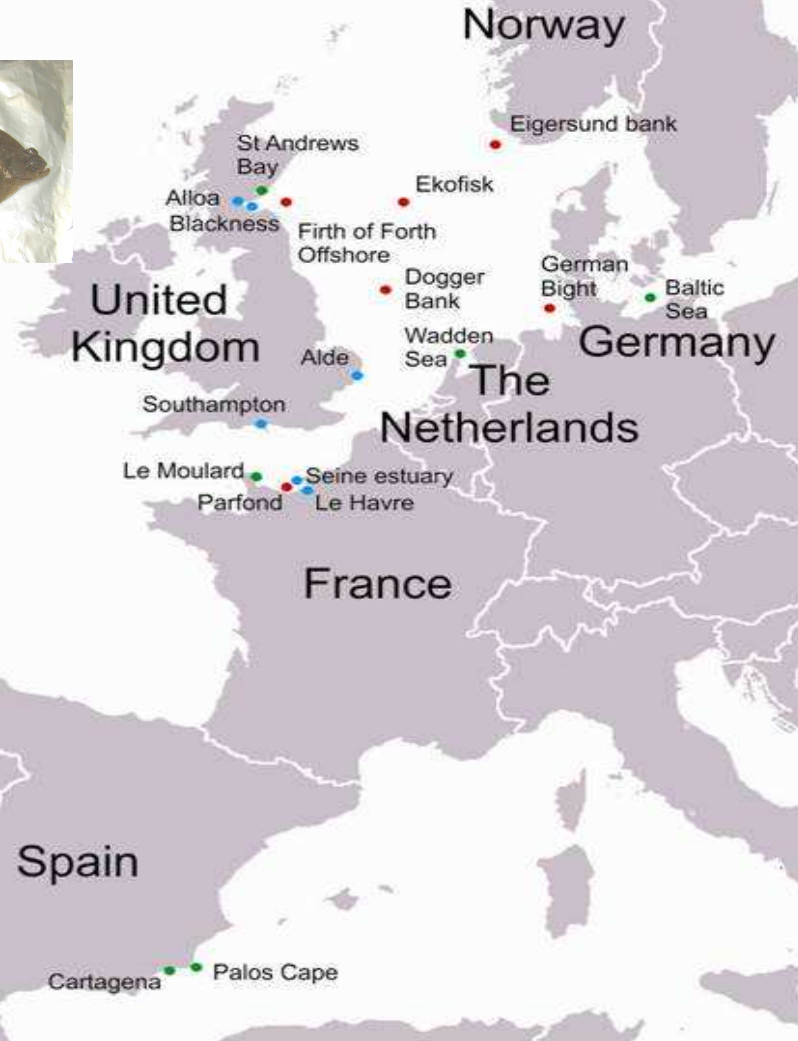 Norway
Eigersund bank
St Andrews
Bay
Ekofisk
Alloa
Blackness
Firth of Forth
Offshore
German
Bight
Dogger
Bank
Baltic
Sea
United
Kingdom
Wadden
Sea
Germany
Alde
The
Netherlands
Southampton
Le Moulard
Seine estuary
Parfond
Le Havre
France
Spain
Cartagena
Palos Cape